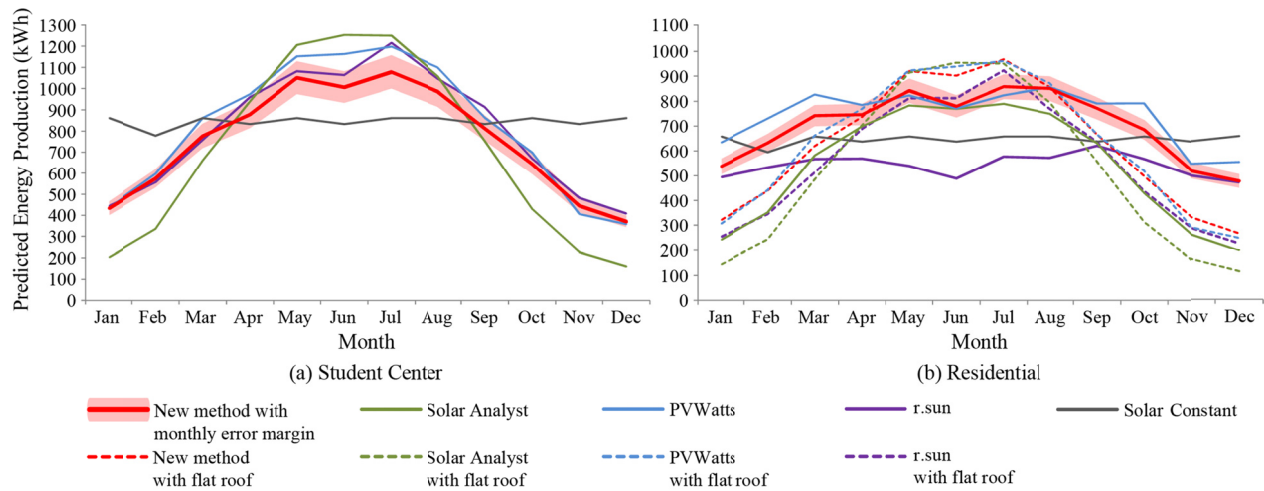 Predicted Energy Production (kWh)
1300
1200
1100
1000
900
800
700
600
500
400
300
200
100
0
Jan Feb Mar Apr May Jun Jul Aug Sep Oct Nov Dec
Month
(a) Student Center
1100
1000
900
800
700
600
500
400
300
200
100
0
Jan Feb Mar Apr May Jun Jul Aug Sep Oct Nov Dec
Month
(b) Residential
New method with
monthly error margin
Solar Analyst
PVWatts
r.sun
Solar Constant
New method
with flat roof
Solar Analyst
with flat roof
PVWatts
with flat roof
r.sun
with flat roof